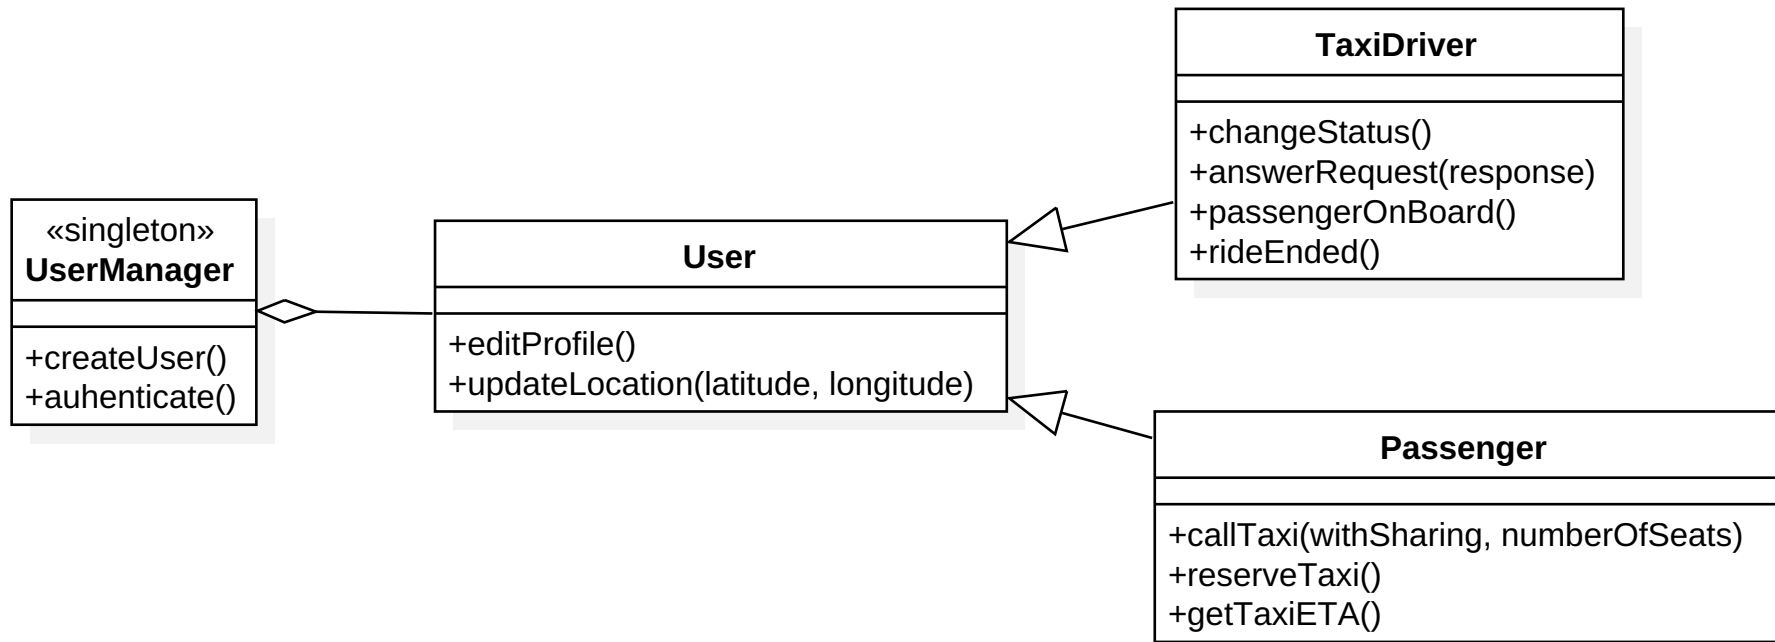 «singleton»
UserManager
+createUser()
+auhenticate()
User
+editProfile()
+updateLocation(latitude, longitude)
TaxiDriver
+changeStatus()
+answerRequest(response)
+passengerOnBoard()
+rideEnded()
Passenger
+callTaxi(withSharing, numberOfSeats)
+reserveTaxi()
+getTaxiETA()